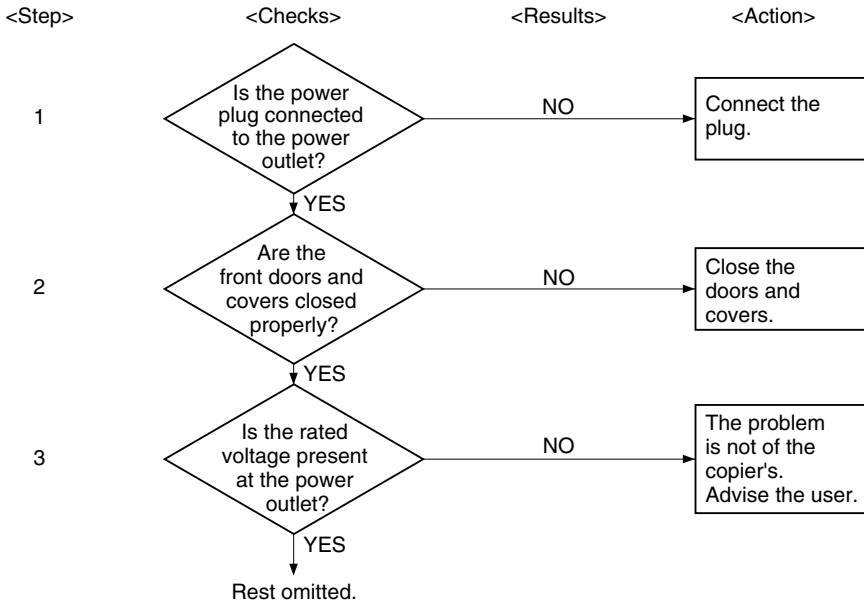 <Step>
<Checks>
<Results>
<Action>
1
Is the power
plug connected
to the power
outlet?
NO
Connect the
plug.
YES
2
Are the
front doors and
covers closed
properly?
NO
Close the
doors and
covers.
YES
3
Is the rated
voltage present
at the power
outlet?
NO
The problem
is not of the
copier's.
Advise the user.
YES
Rest omitted.